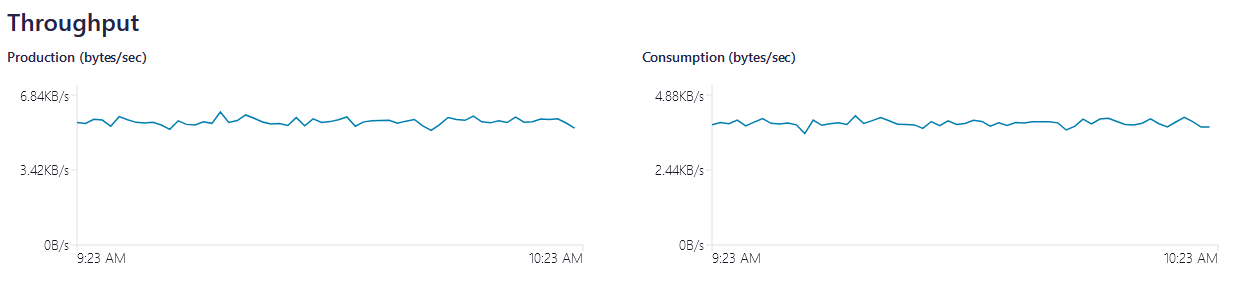 Throughput
Production (bytes/sec)
6.84KB/s
3.42KB/s
0B/s
9:23 AM
10:23 AM
Consumption (bytes/sec)
4.88KB/s
2.44KB/s
0B/s
9:23 AM
10:23 AM